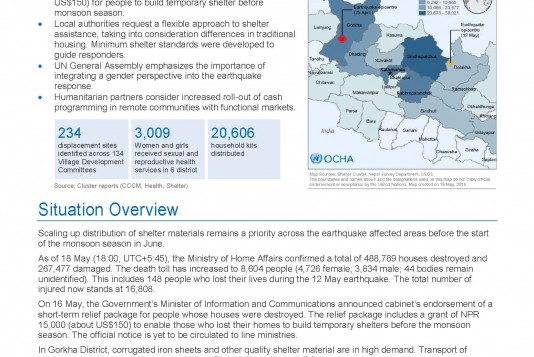 US$150) for people to build temporary shelter before
monsoon season.
• Local authorities request a flexible approach to shelter
assistance, taking into consideration differences in traditional
housing. Minimum shelter standards were developed to
guide responders.
• UN General Assembly emphasizes the importance of
integrating a gender perspective into the earthquake
response.
• Humanitarian partners consider increased roll-out of cash
programming in remote communities with functional markets.
234
displacement sites
identified across 134
Village Development
Committees
3,009
Women and girls
received sexual and
reproductive health
services in 6 district
20,606
household kits
distributed
Source: Cluster reports (CCCM, Health, Shelter)
Earthquake
epicentre
Lamjung
Gorkha
Rasuwa
Dhading
Nuwakot
Sindhupalchok
Dolakha
Earthquake
epicentre
(12 May)
Tanahu
Chitawan
Makwanpur
Kathmandu
Ramechhap
Sindhuli
Okhaldhunga
Khotang
Udayapur
Parsa
Bara
Rautahat
Sarlahi
Mahottari
Dhanusha
Siraha
India
OCHA
Map Sources: Shelter Cluster, Nepal Survey Department, USGS
The boundaries and names shown and the designations used on this map do not imply official
endorsement or acceptance by the United Nations. Map created on 18 May, 2015
Situation Overview
Scaling up distribution of shelter materials remains a priority across the earthquake affected areas before the start
of the monsoon season in June.
As of 18 May (18:00, UTC+5:45), the Ministry of Home Affairs confirmed a total of 488,789 houses destroyed and
267,477 damaged. The death toll has increased to 8,604 people (4,726 female; 3,834 male; 44 bodies remain
unidentified). This includes 148 people who lost their lives during the 12 May earthquake. The total number of
injured now stands at 16,808.
On 16 May, the Government's Minister of Information and Communications announced cabinet's endorsement of a
short-term relief package for people whose houses were destroyed. The relief package includes a grant of NPR
15,000 (about US$150) to enable those who lost their homes to build temporary shelters before the monsoon
season. The official notice is yet to be circulated to line ministries.
In Gorkha District, corrugated iron sheets and other quality shelter material are in high demand. Transport of